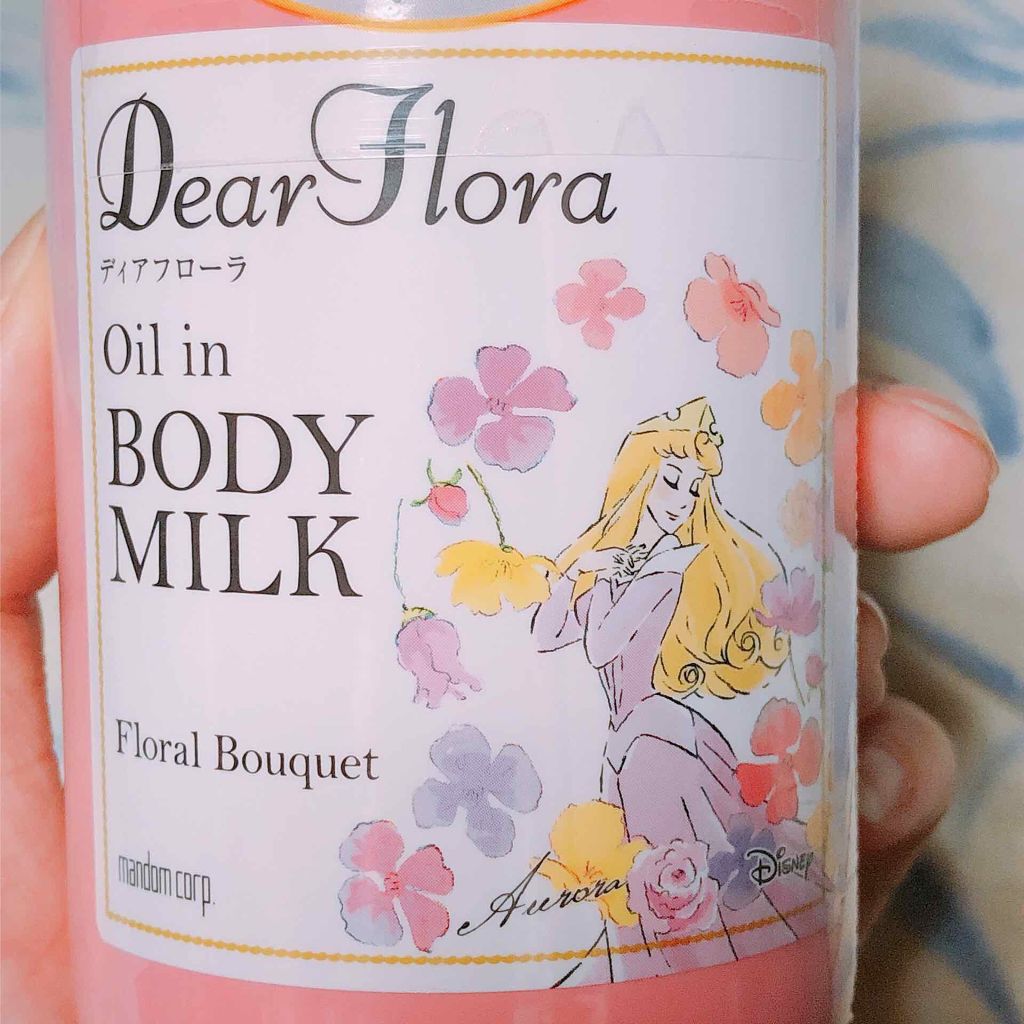 Dear Flora
ディアフローラ
Oil in
BODY
MILK
Floral Bouquet
mandom corp.
Aurora
Disney